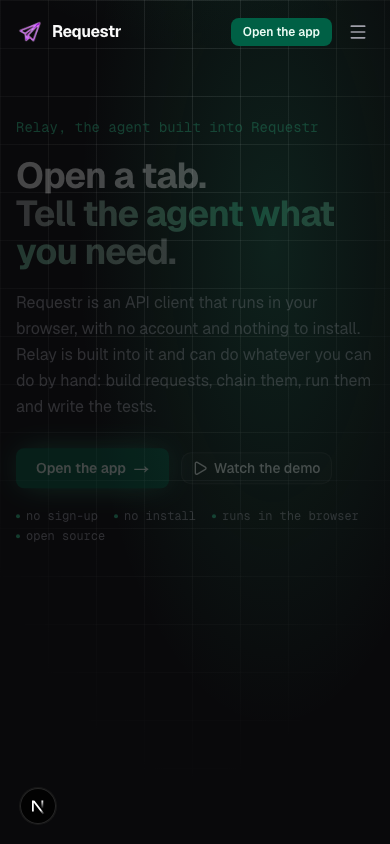 Requestr
Open the app
Relay, the agent built into Requestr
Open a tab.
Tell the agent what
you need.
Requestr is an API client that runs in your
browser, with no account and nothing to install.
Relay is built into it and can do whatever you can
do by hand: build requests, chain them, run them
and write the tests.
Open the app →
Watch the demo
• no sign-up • no install • runs in the browser
• open source
N